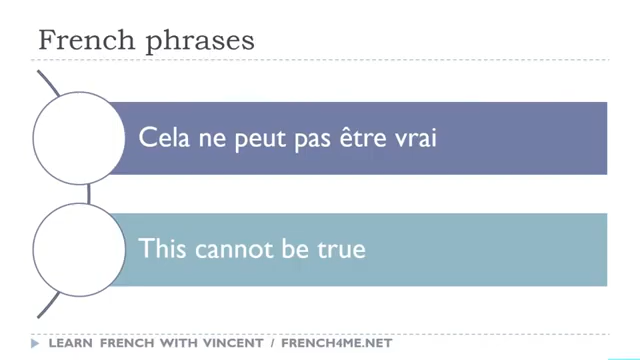 French phrases
Cela ne peut pas être vrai
This cannot be true
LEARN FRENCH WITH VINCENT / FRENCH4ME.NET